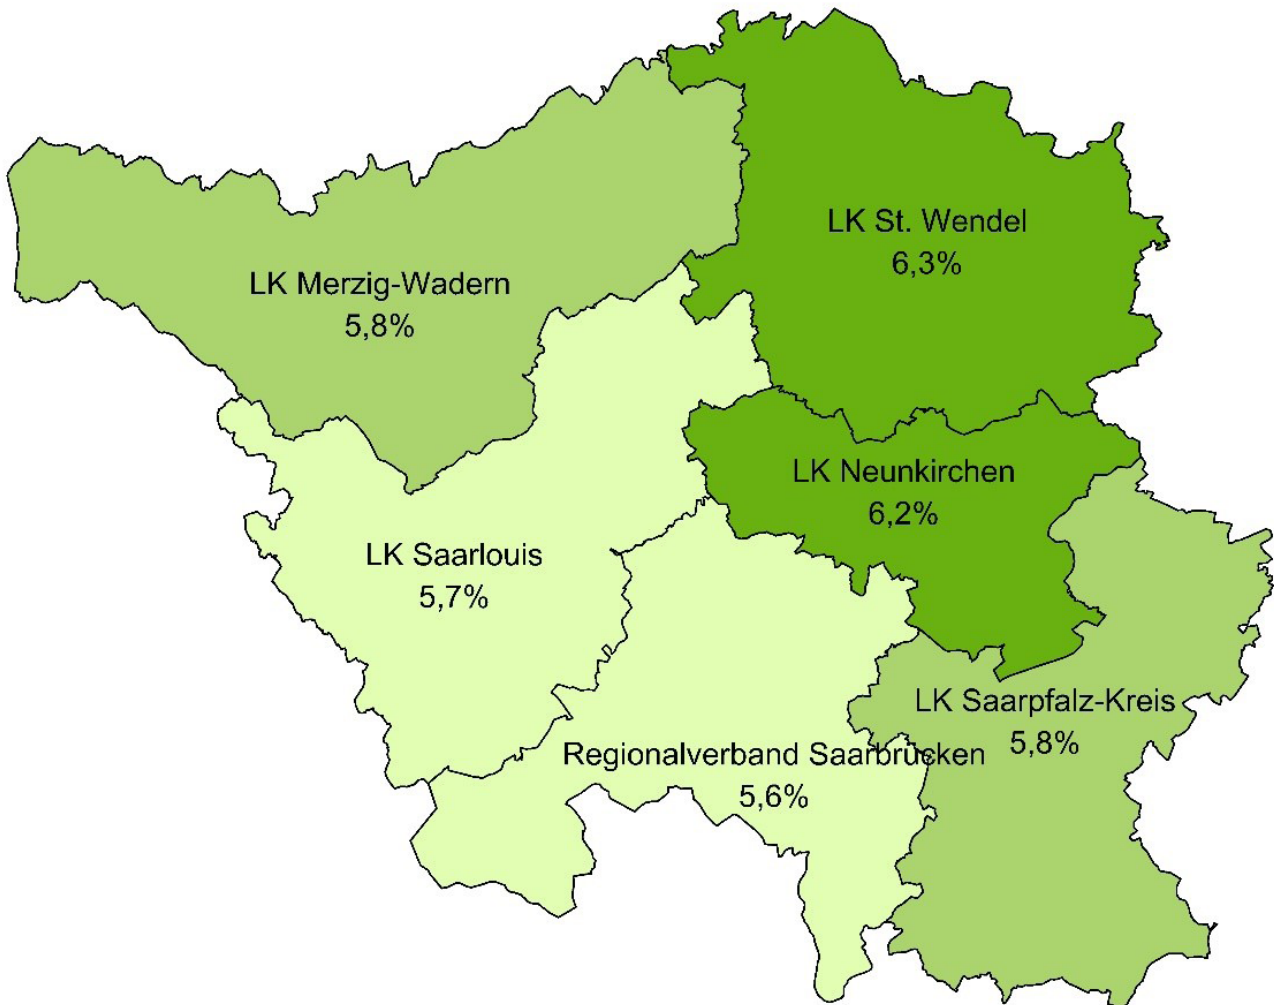 LK St. Wendel
6,3%
LK Merzig-Wadern
5,8%
LK Neunkirchen
6,2%
LK Saarlouis
5,7%
LK Saarpfalz-Kreis
5,8%
Regionalverband Saarbrücken
5,6%